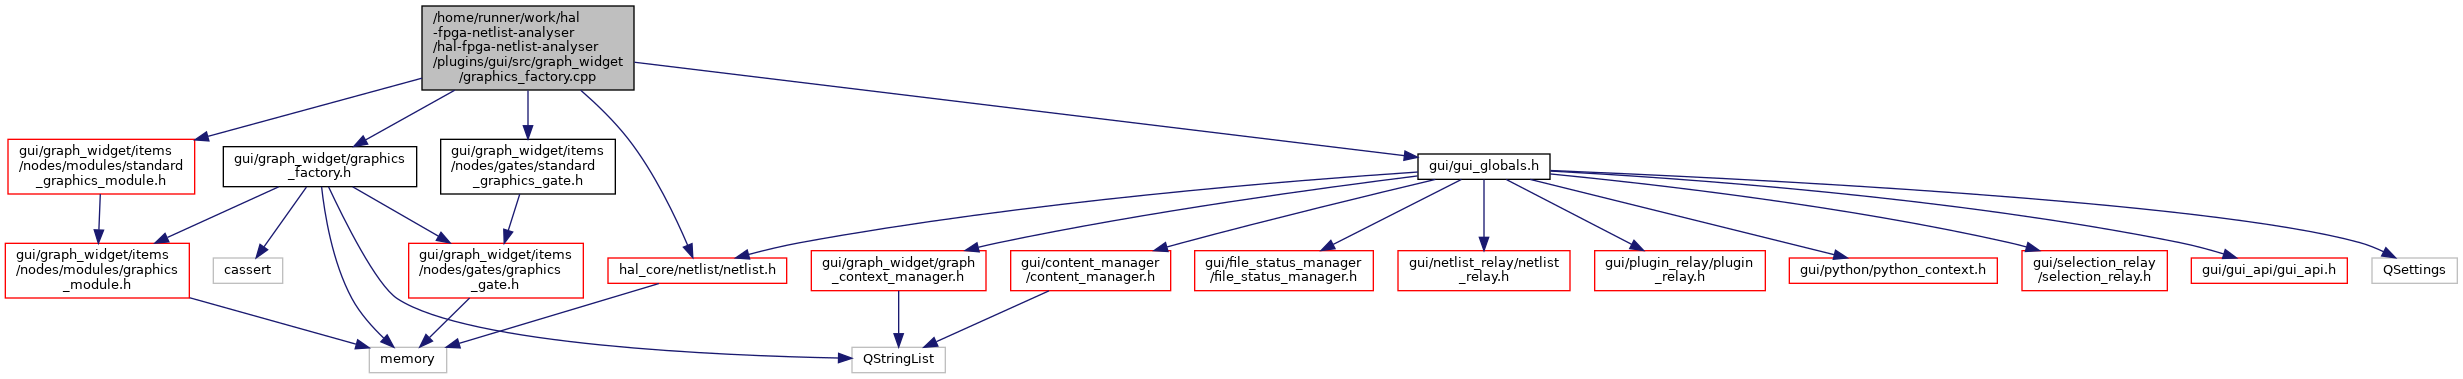 /home/runner/work/hal
-fpga-netlist-analyser
/hal-fpga-netlist-analyser
/plugins/gui/src/graph_widget
/graphics_factory.cpp
gui/graph_widget/items
/nodes/modules/standard
_graphics_module.h
gui/graph_widget/graphics
_factory.h
gui/graph_widget/items
/nodes/gates/standard
_graphics_gate.h
gui/gui_globals.h
gui/graph_widget/items
/nodes/modules/graphics
_module.h
cassert
gui/graph_widget/items
/nodes/gates/graphics
_gate.h
hal_core/netlist/netlist.h
gui/graph_widget/graph
_context_manager.h
gui/content_manager
/content_manager.h
gui/file_status_manager
/file_status_manager.h
gui/netlist_relay/netlist
_relay.h
gui/plugin_relay/plugin
_relay.h
gui/python/python_context.h
gui/selection_relay
/selection_relay.h
gui/gui_api/gui_api.h
QSettings
memory
QStringList